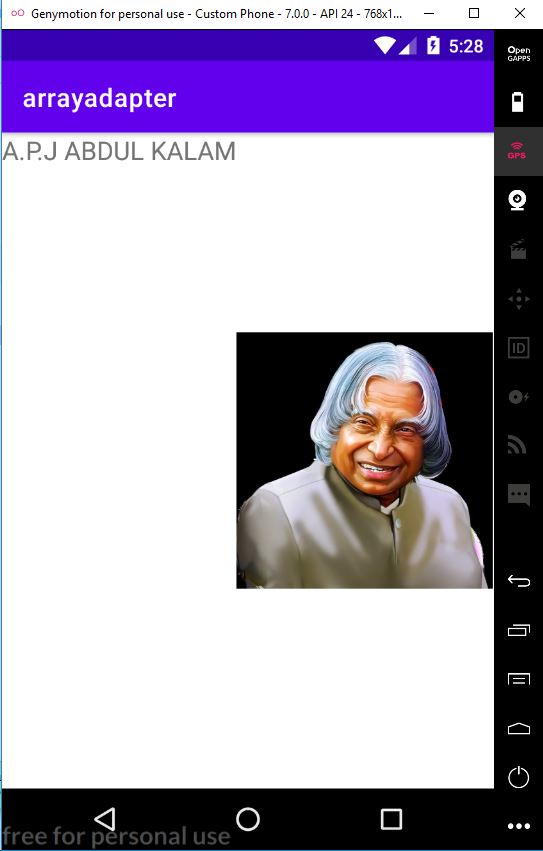 Genymotion for personal use - Custom Phone - 7.0.0 - API 24 - 768x1...
5:28
Open
GAPPS
arrayadapter
A.P.J ABDUL KALAM
GPS
ID
free for personal use